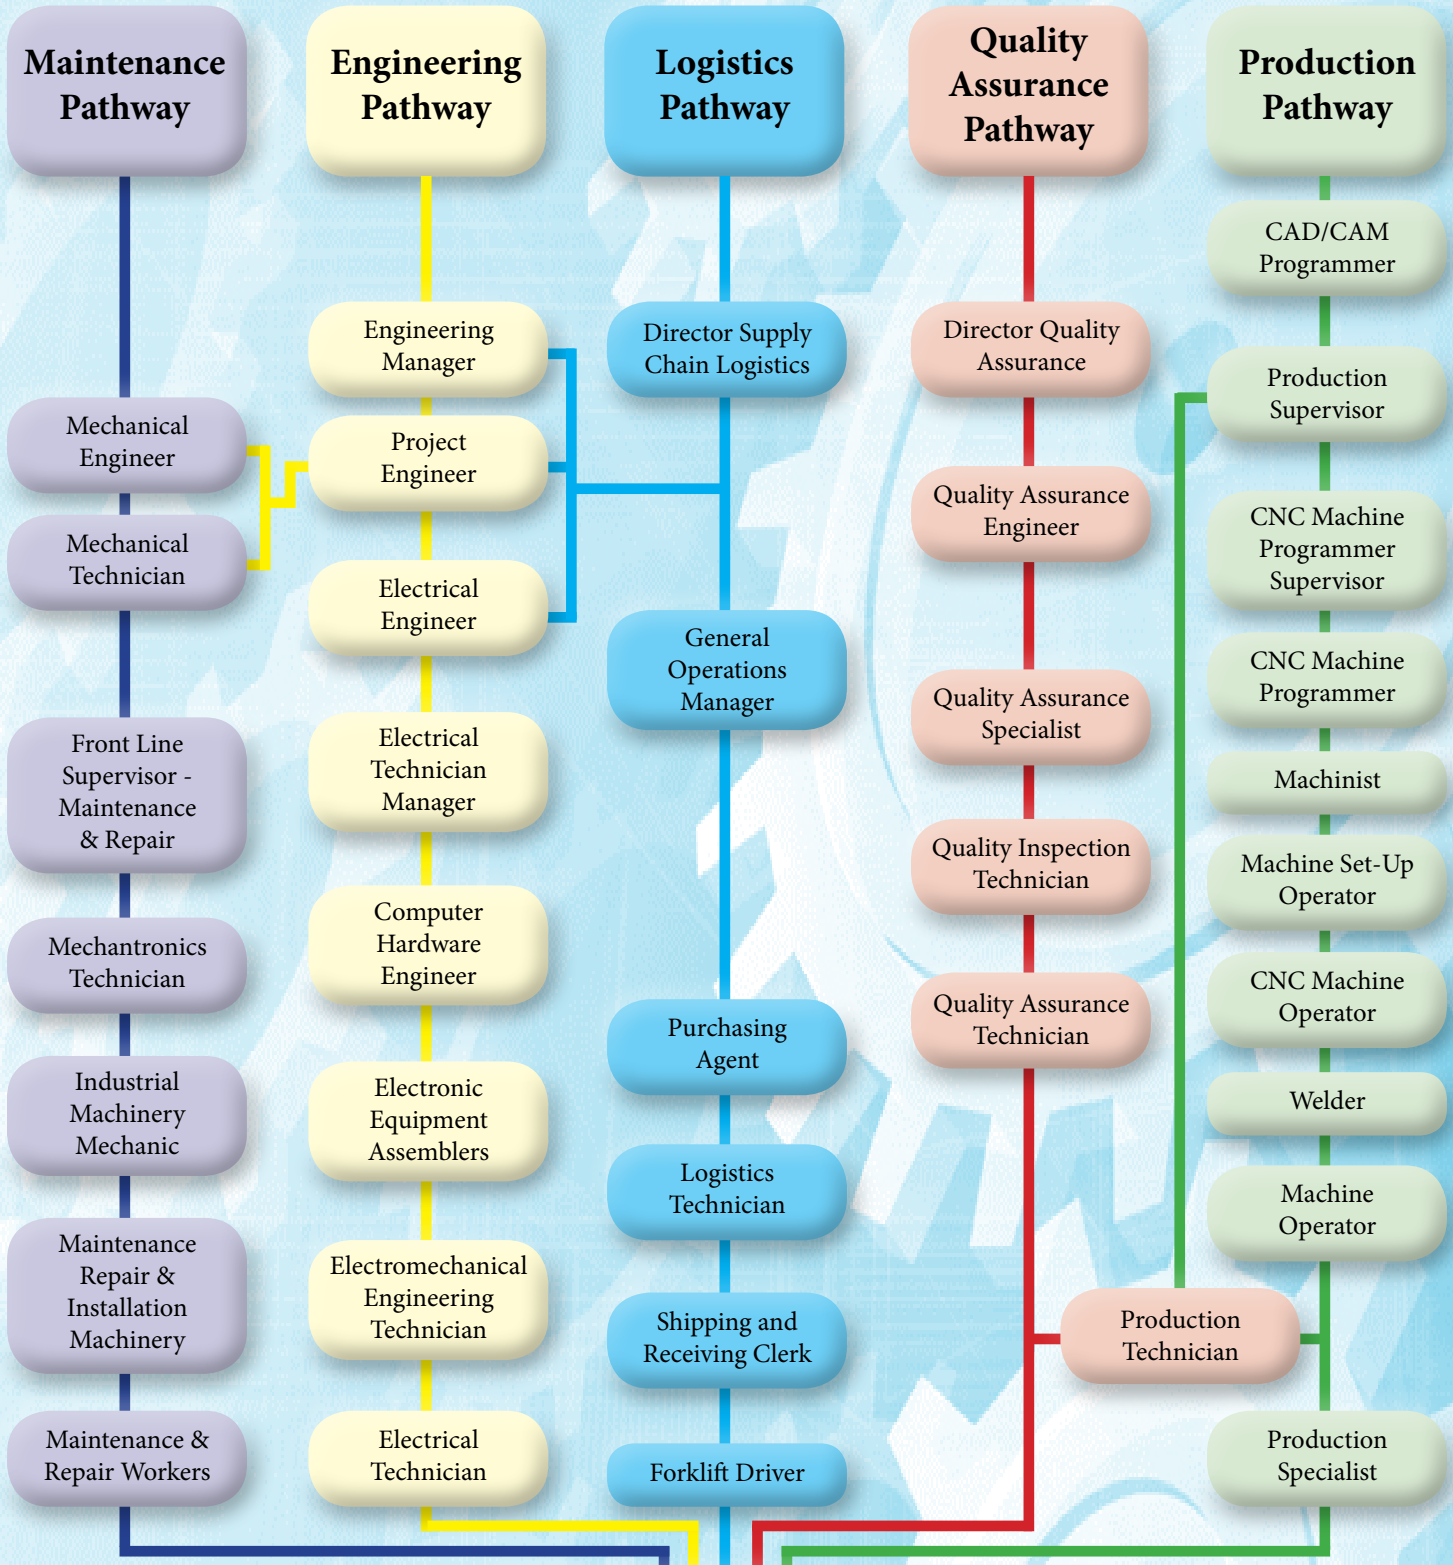 Maintenance
Pathway
Mechanical
Engineer
Mechanical
Technician
Front Line
Supervisor -
Maintenance
& Repair
Mechantronics
Technician
Industrial
Machinery
Mechanic
Maintenance
Repair &
Installation
Machinery
Maintenance &
Repair Workers
Engineering
Pathway
Engineering
Manager
Project
Engineer
Electrical
Engineer
Electrical
Technician
Manager
Computer
Hardware
Engineer
Electronic
Equipment
Assemblers
Electromechanical
Engineering
Technician
Electrical
Technician
Logistics
Pathway
Director Supply
Chain Logistics
General
Operations
Manager
Purchasing
Agent
Logistics
Technician
Shipping and
Receiving Clerk
Forklift Driver
Quality
Assurance
Pathway
Director Quality
Assurance
Quality Assurance
Engineer
Quality Assurance
Specialist
Quality Inspection
Technician
Quality Assurance
Technician
Production
Technician
Production
Pathway
CAD/CAM
Programmer
Production
Supervisor
CNC Machine
Programmer
Supervisor
CNC Machine
Programmer
Machinist
Machine Set-Up
Operator
CNC Machine
Operator
Welder
Machine
Operator
Production
Specialist